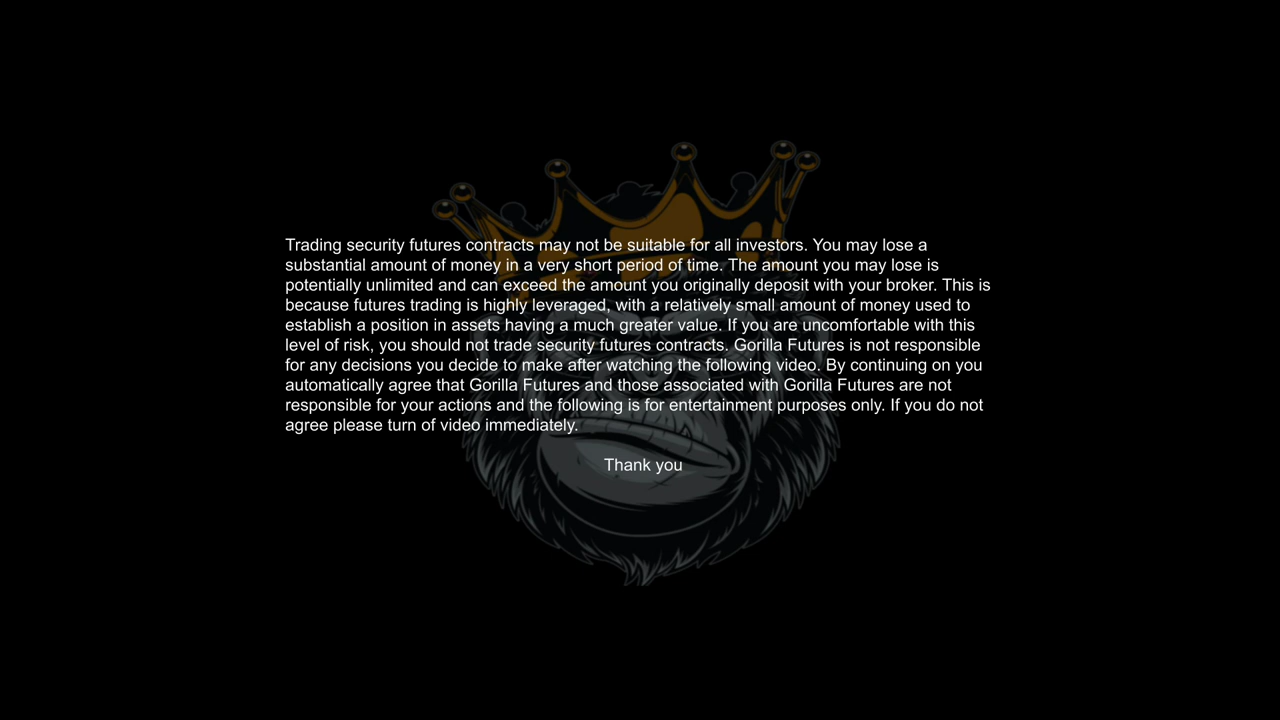 Trading security futures contracts may not be suitable for all investors. You may lose a
substantial amount of money in a very short period of time. The amount you may lose is
potentially unlimited and can exceed the amount you originally deposit with your broker. This is
because futures trading is highly leveraged, with a relatively small amount of money used to
establish a position in assets having a much greater value. If you are uncomfortable with this
level of risk, you should not trade security futures contracts. Gorilla Futures is not responsible
for any decisions you decide to make after watching the following video. By continuing on you
automatically agree that Gorilla Futures and those associated with Gorilla Futures are not
responsible for your actions and the following is for entertainment purposes only. If you do not
agree please turn of video immediately.
Thank you